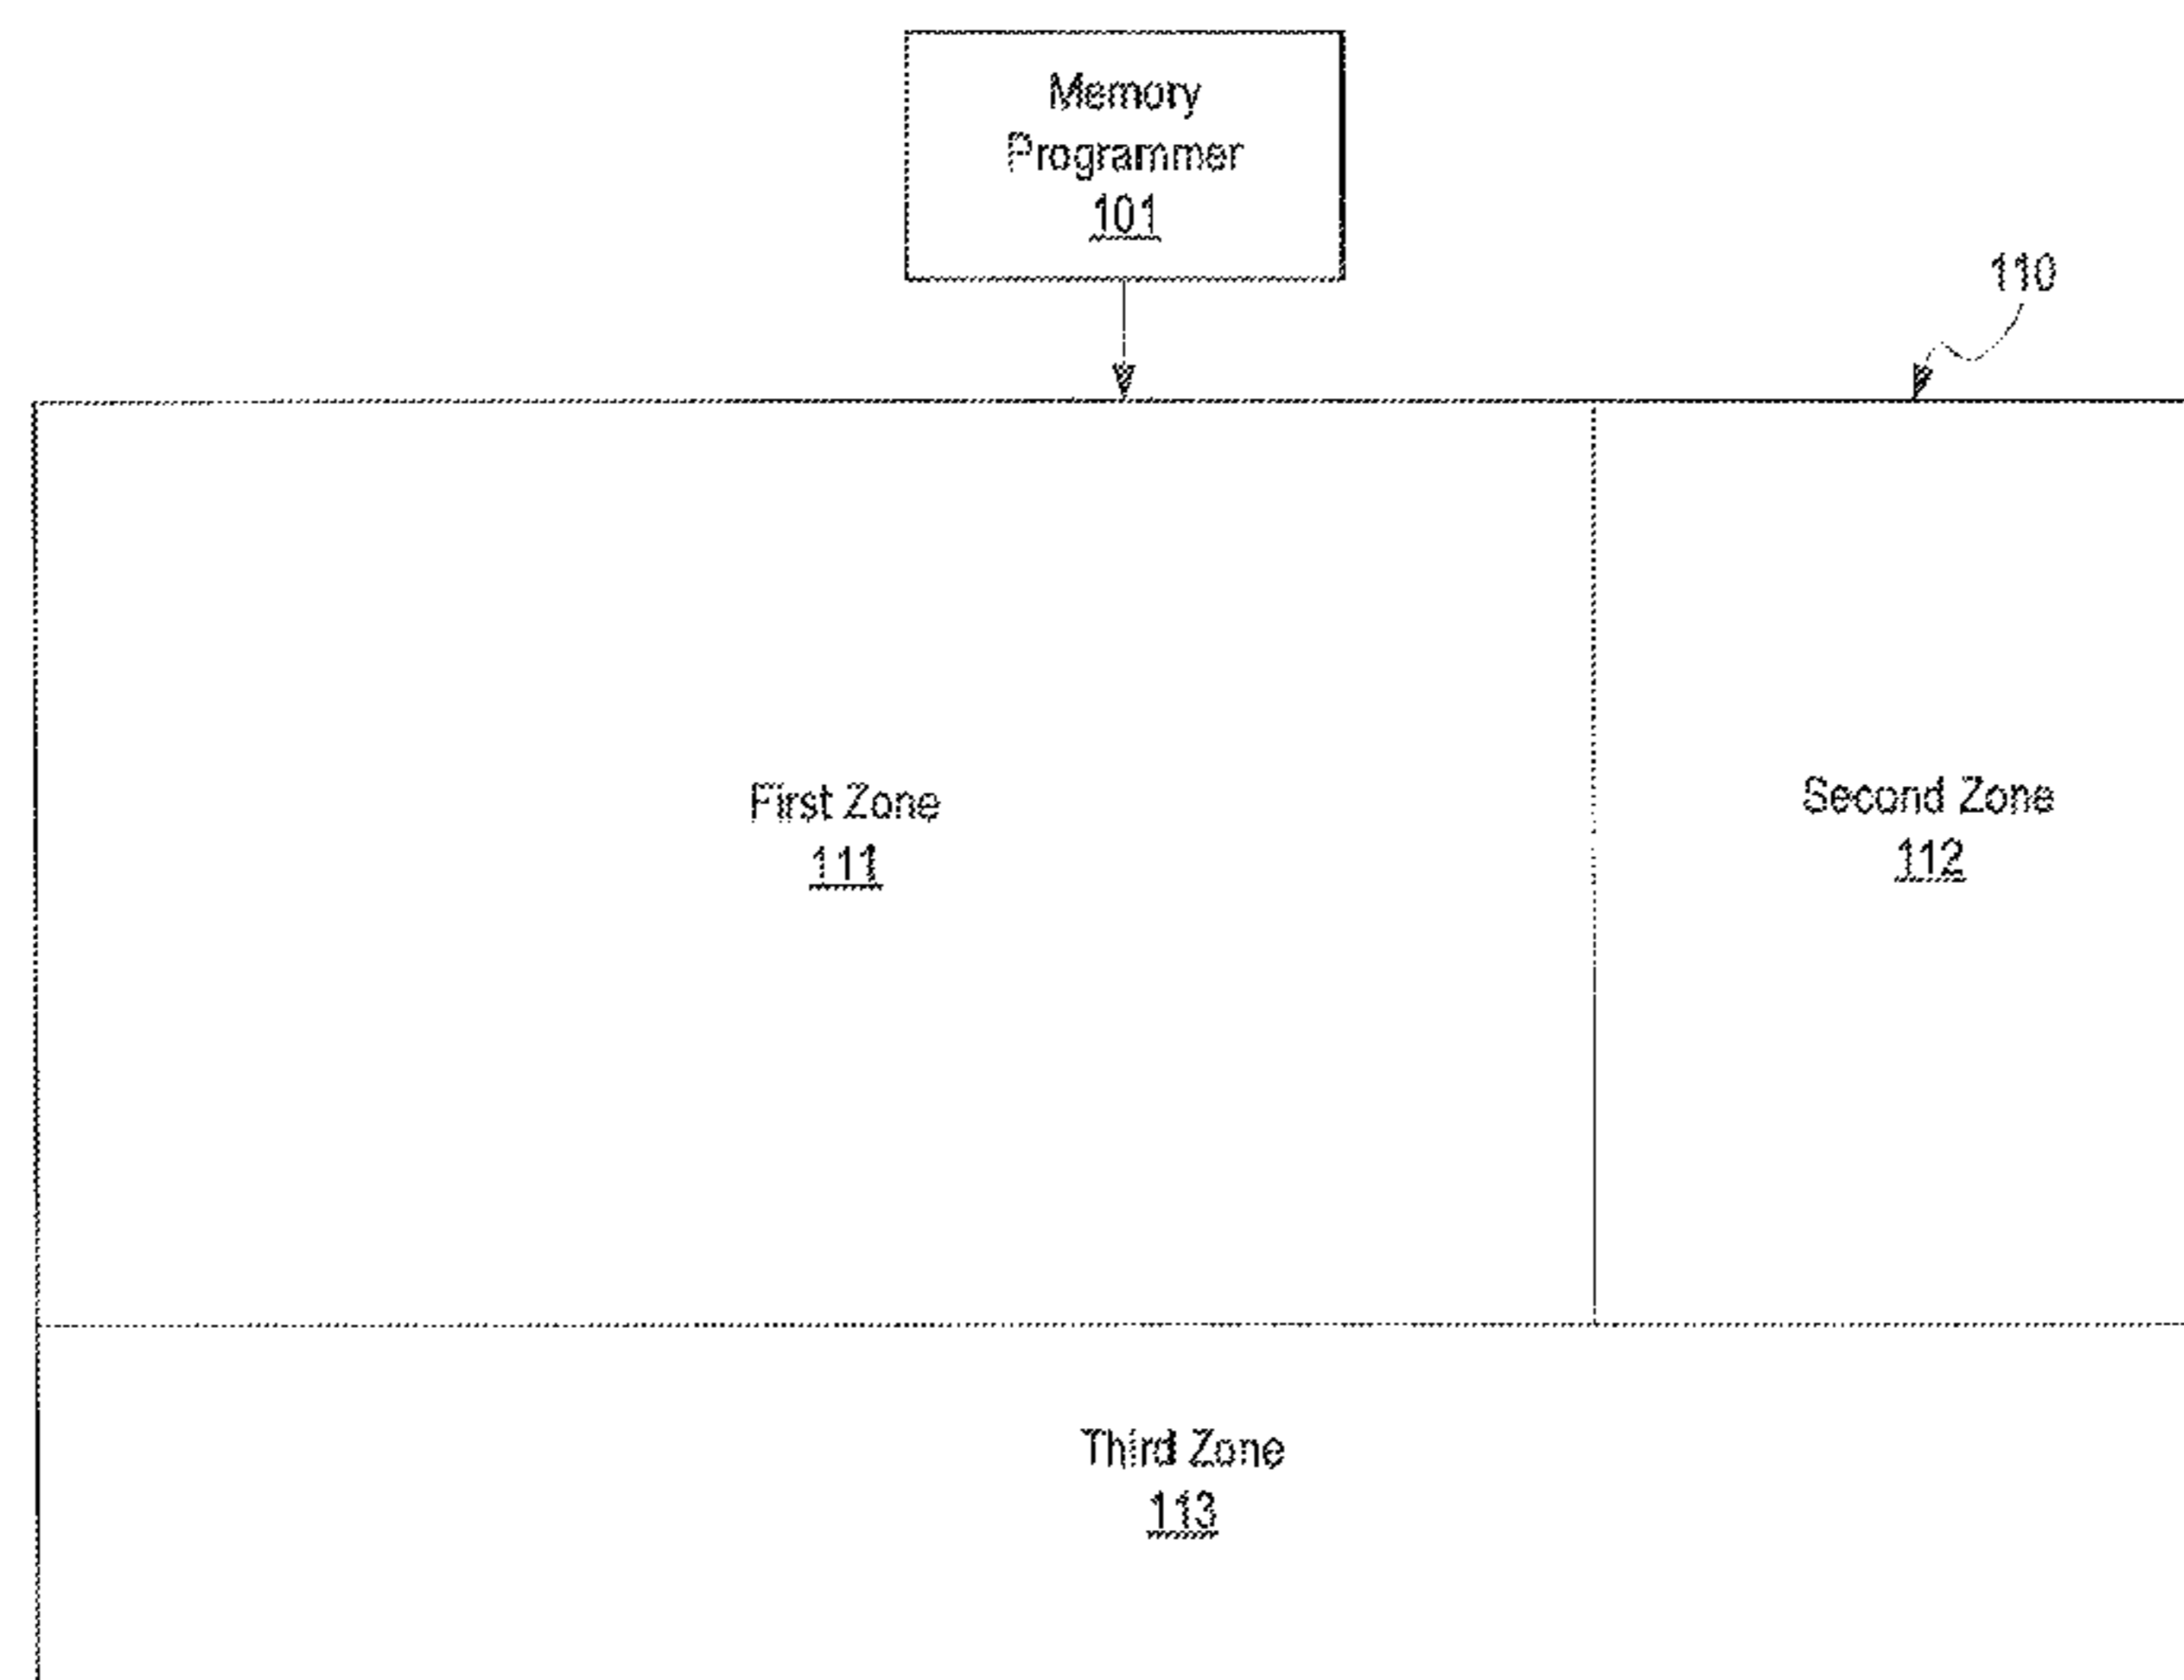 Memory
Programmer
101
110
First Zone
111
Second Zone
112
Third Zone
113